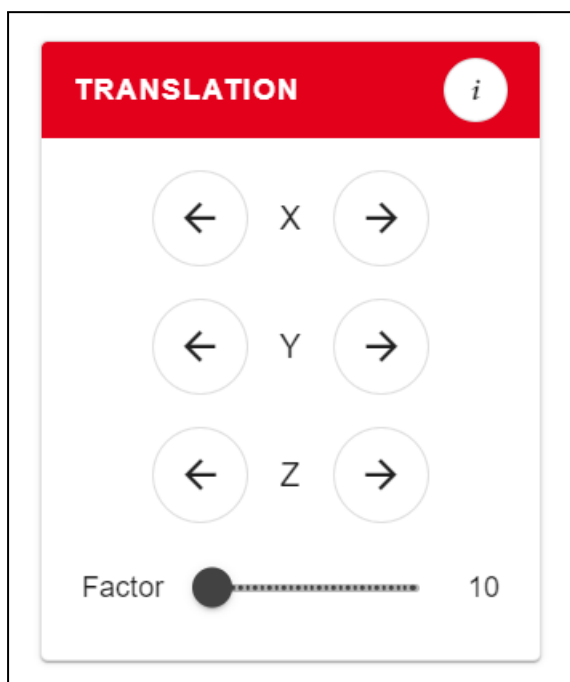 TRANSLATION i
← X →
← Y →
← Z →
Factor 10